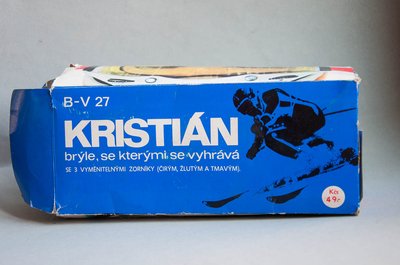 B-V 27
KRISTIÁN
brýle, se kterými se vyhrává
SE 3 VYMĚNITELNÝMI ZORNÍKY (ČIRÝM, ŽLUTÝM A TMAVÝM).
Kčs
49,-